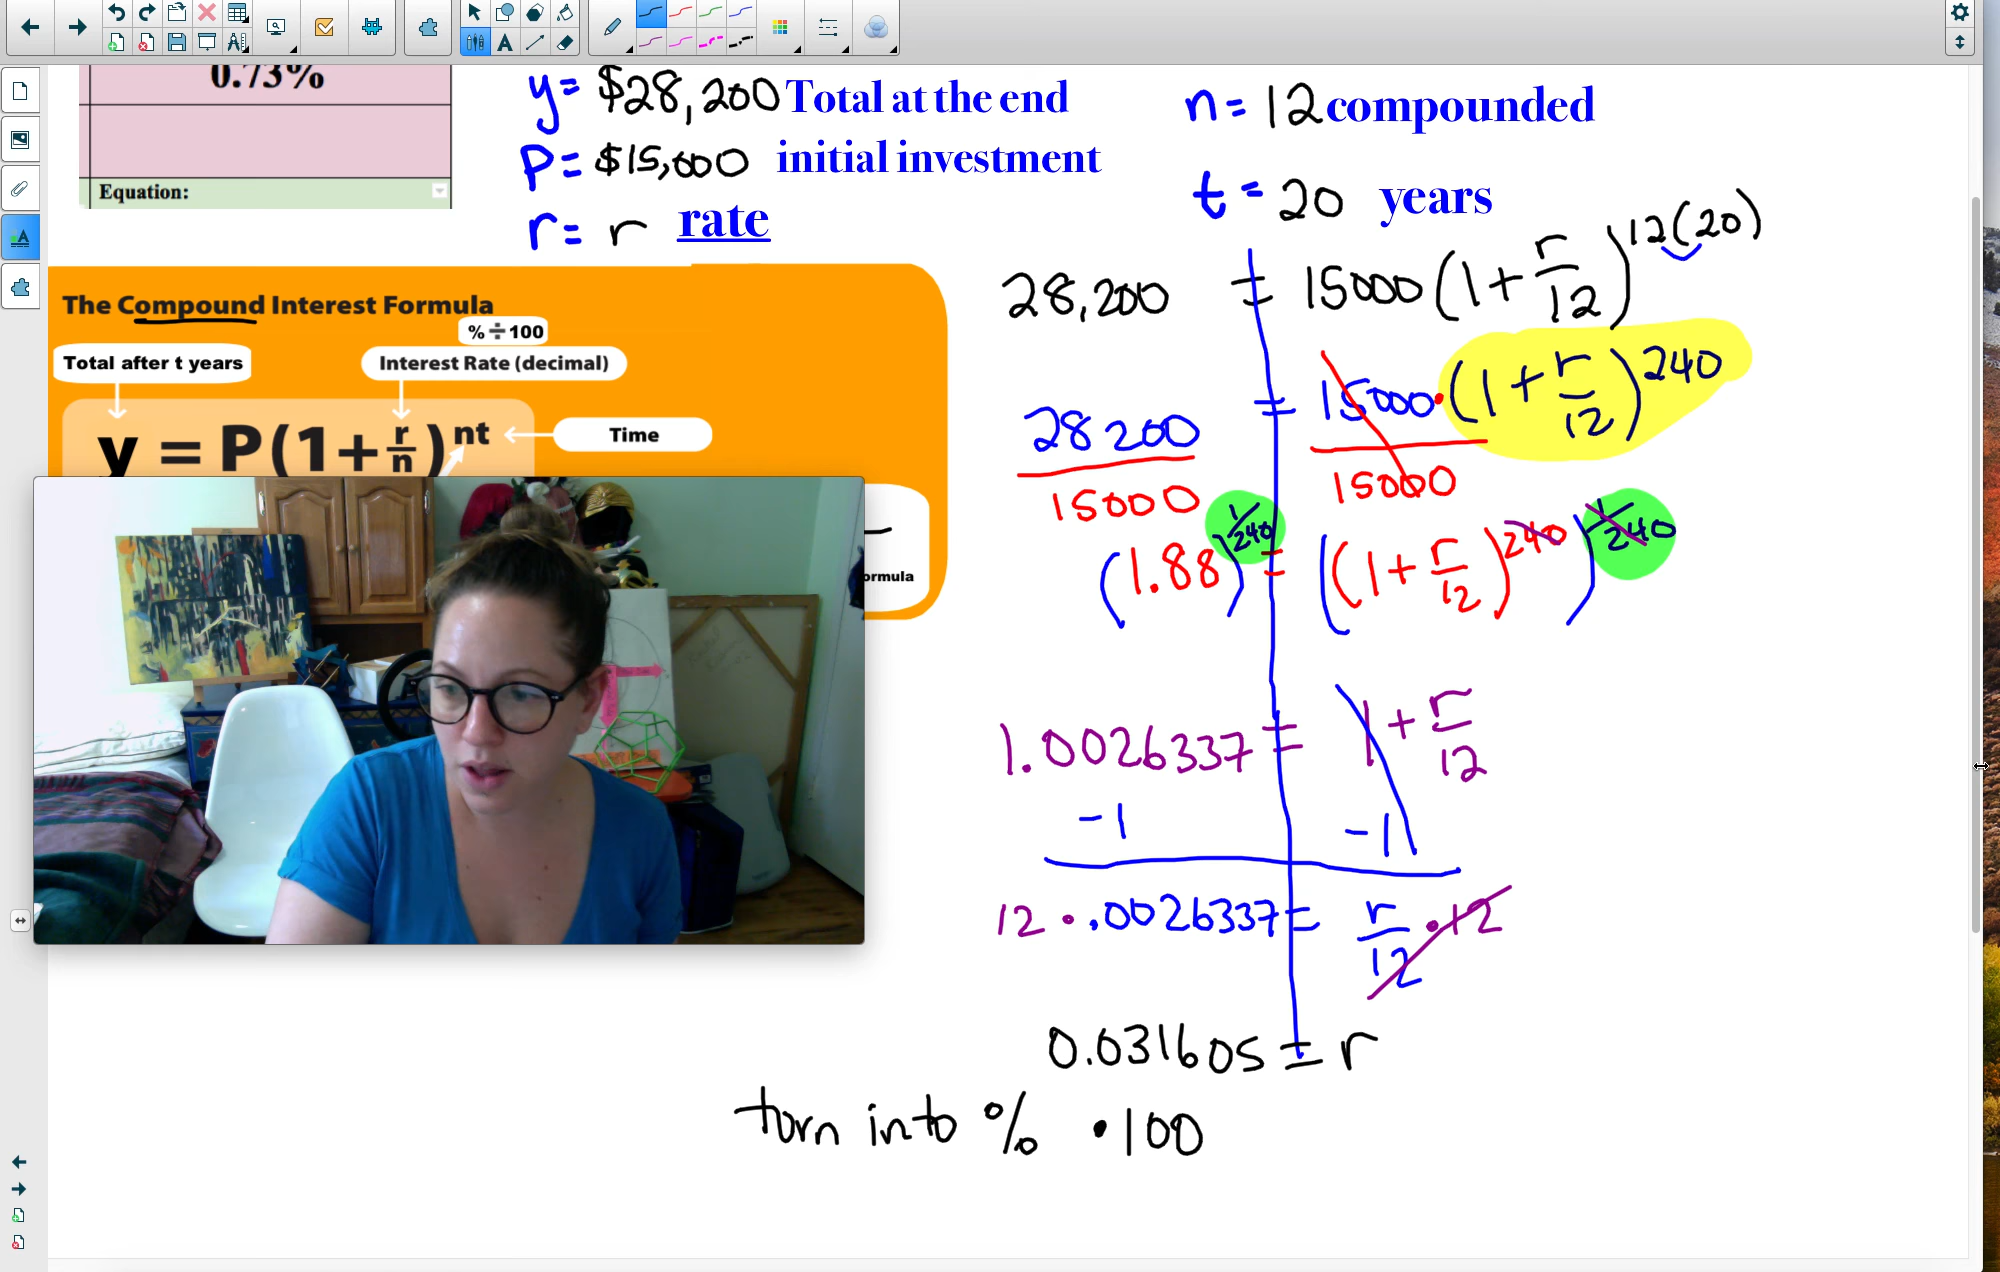 0.73%
Equation:
y = $28,200 Total at the end
P = $15,000 initial investment
r = r rate
n = 12 compounded
t = 20 years
The Compound Interest Formula
% ÷ 100
Total after t years
Interest Rate (decimal)
y = P(1+r/n)^nt
Time
ormula
28,200 = 15000(1+r/12)^12(20)
28200/15000 = 15000·(1+r/12)^240/15000
(1.88)^1/240 = ((1+r/12)^240)^1/240
1.0026337 = 1+r/12
-1 -1
12 · .0026337 = r/12 · 12
0.031605 = r
turn into % · 100